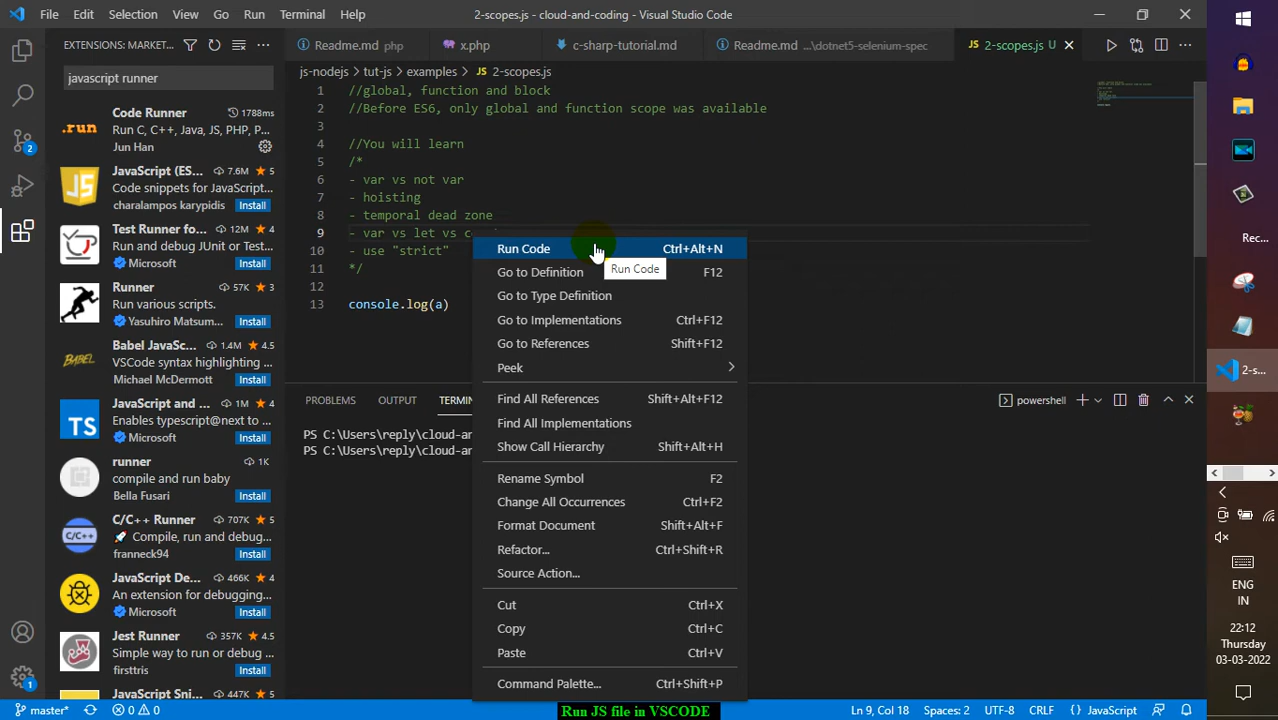 File Edit Selection View Go Run Terminal Help
2-scopes.js - cloud-and-coding - Visual Studio Code
EXTENSIONS: MARKET...
javascript runner
Code Runner 1788ms
Run C, C++, Java, JS, PHP, P...
Jun Han
JavaScript (ES... 7.6M 5
Code snippets for JavaScript...
charalampos karypidis Install
Test Runner fo...
Run and debug JUnit or Test...
Microsoft Install
Runner 57K 4
Run various scripts.
Yasuhiro Matsum... Install
Babel JavaSc... 1.4M 4.5
VSCode syntax highlighting ...
Michael McDermott Install
JavaScript and ... 1M 4
Enables typescript@next to ...
Microsoft Install
runner 1K
compile and run baby
Bella Fusari Install
C/C++ Runner 707K 5
🚀 Compile, run and debug...
franneck94 Install
JavaScript De... 466K 4
An extension for debugging...
Microsoft Install
Jest Runner 357K 4.5
Simple way to run or debug ...
firsttris Install
JavaScript Sni... 447K 4
Readme.md php
x.php
c-sharp-tutorial.md
Readme.md ...\dotnet5-selenium-spec
JS 2-scopes.js U
js-nodejs > tut-js > examples > JS 2-scopes.js
1 //global, function and block
2 //Before ES6, only global and function scope was available
3
4 //You will learn
5 /*
6 - var vs not var
7 - hoisting
8 - temporal dead zone
9 - var vs let vs
10 - use "strict"
11 */
12
13 console.log(a)
Run Code Ctrl+Alt+N
Run Code
Go to Definition F12
Go to Type Definition
Go to Implementations Ctrl+F12
Go to References Shift+F12
Peek
Find All References Shift+Alt+F12
Find All Implementations
Show Call Hierarchy Shift+Alt+H
Rename Symbol F2
Change All Occurrences Ctrl+F2
Format Document Shift+Alt+F
Refactor... Ctrl+Shift+R
Source Action...
Cut Ctrl+X
Copy Ctrl+C
Paste Ctrl+V
Command Palette... Ctrl+Shift+P
PROBLEMS OUTPUT
powershell
PS C:\Users\reply\cloud-an
PS C:\Users\reply\cloud-an
2
1
master* 0 0
Run JS file in VSCODE
Ln 9, Col 18 Spaces: 2 UTF-8 CRLF {} JavaScript
Rec...
2-s...
ENG
IN
22:12
Thursday
03-03-2022